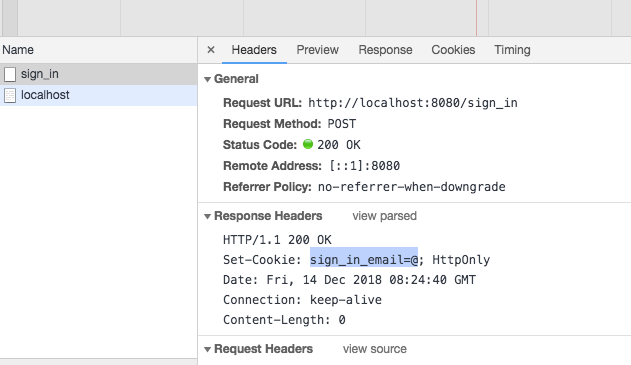 Name
× Headers Preview Response Cookies Timing
sign_in
localhost
▼General
Request URL: http://localhost:8080/sign_in
Request Method: POST
Status Code: 200 OK
Remote Address: [::1]:8080
Referrer Policy: no-referrer-when-downgrade
▼Response Headers view parsed
HTTP/1.1 200 OK
Set-Cookie: sign_in_email=@; HttpOnly
Date: Fri, 14 Dec 2018 08:24:40 GMT
Connection: keep-alive
Content-Length: 0
▼Request Headers view source